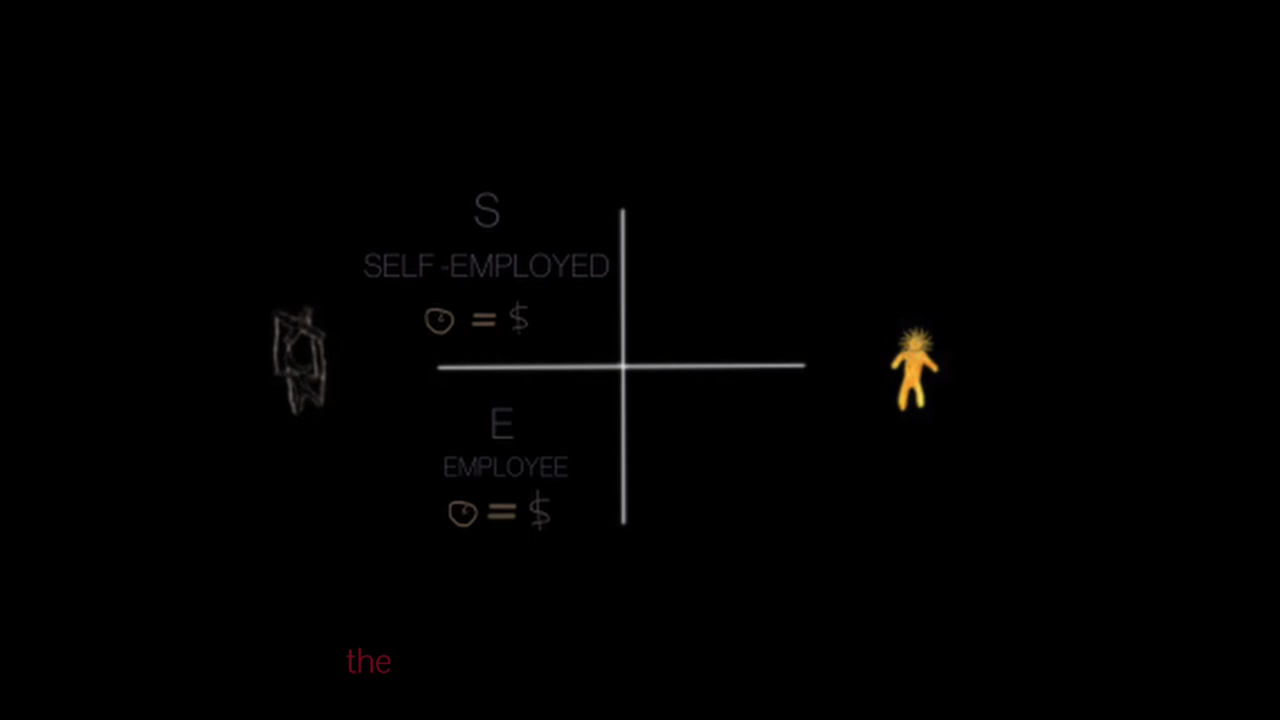 S
SELF-EMPLOYED
= $
E
EMPLOYEE
= $
the